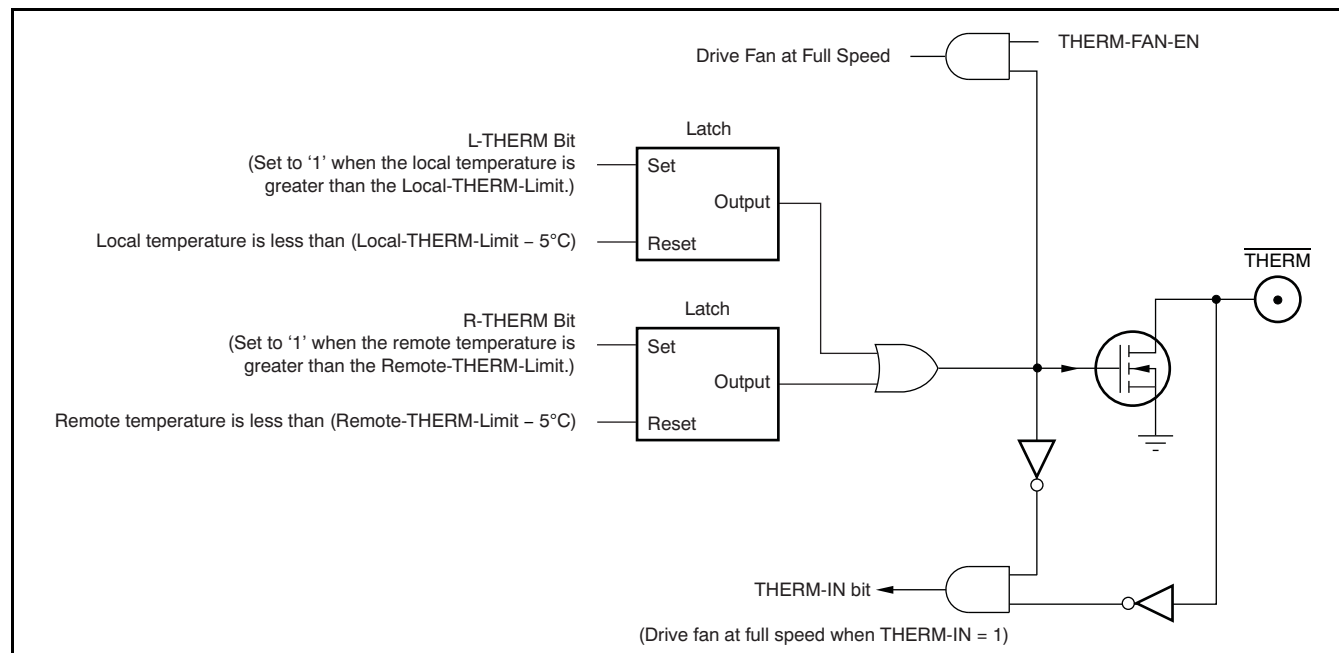 THERM-FAN-EN
Drive Fan at Full Speed
Latch
L-THERM Bit
(Set to ‘1’ when the local temperature is
greater than the Local-THERM-Limit.)
Set
Output
Local temperature is less than (Local-THERM-Limit – 5°C)
Reset
THERM
Latch
R-THERM Bit
(Set to ‘1’ when the remote temperature is
greater than the Remote-THERM-Limit.)
Set
Output
Remote temperature is less than (Remote-THERM-Limit – 5°C)
Reset
THERM-IN bit
(Drive fan at full speed when THERM-IN = 1)